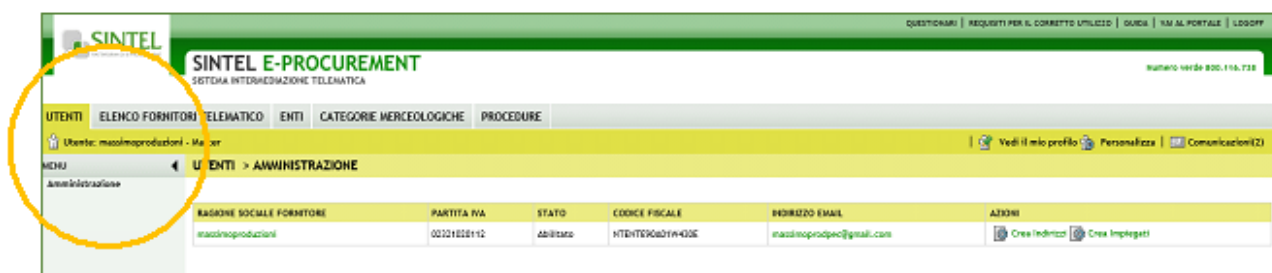 QUESTIONARI | REQUISITI PER IL CORRETTO UTILIZZO | GUIDA | VAI AL PORTALE | LOGOFF
SINTEL
SINTEL E-PROCUREMENT
SISTEMA INTERMEDIAZIONE TELEMATICA
numero verde 800.116.738
UTENTI ELENCO FORNITORI TELEMATICO ENTI CATEGORIE MERCEOLOGICHE PROCEDURE
Utente: massimoproduzioni - Master
| Vedi il mio profilo Personalizza | Comunicazioni(2)
MENU
UTENTI > AMMINISTRAZIONE
Amministrazione
RAGIONE SOCIALE FORNITORE PARTITA IVA STATO CODICE FISCALE INDIRIZZO EMAIL AZIONI
massimoproduzioni Abilitato massimoprodpec@gmail.com Crea Indirizzi Crea Impiegati